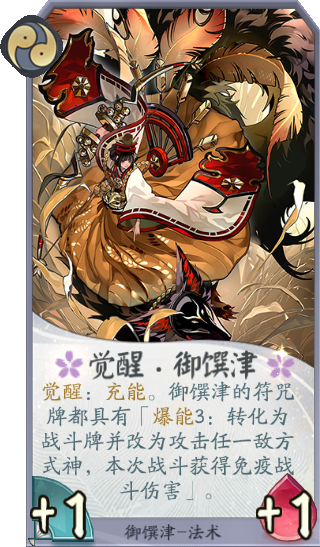 觉醒·御馔津
觉醒：充能。御馔津的符咒
牌都具有「爆能3：转化为
战斗牌并改为攻击任一敌方
式神，本次战斗获得免疫战
斗伤害」。
+1
御馔津-法术
+1